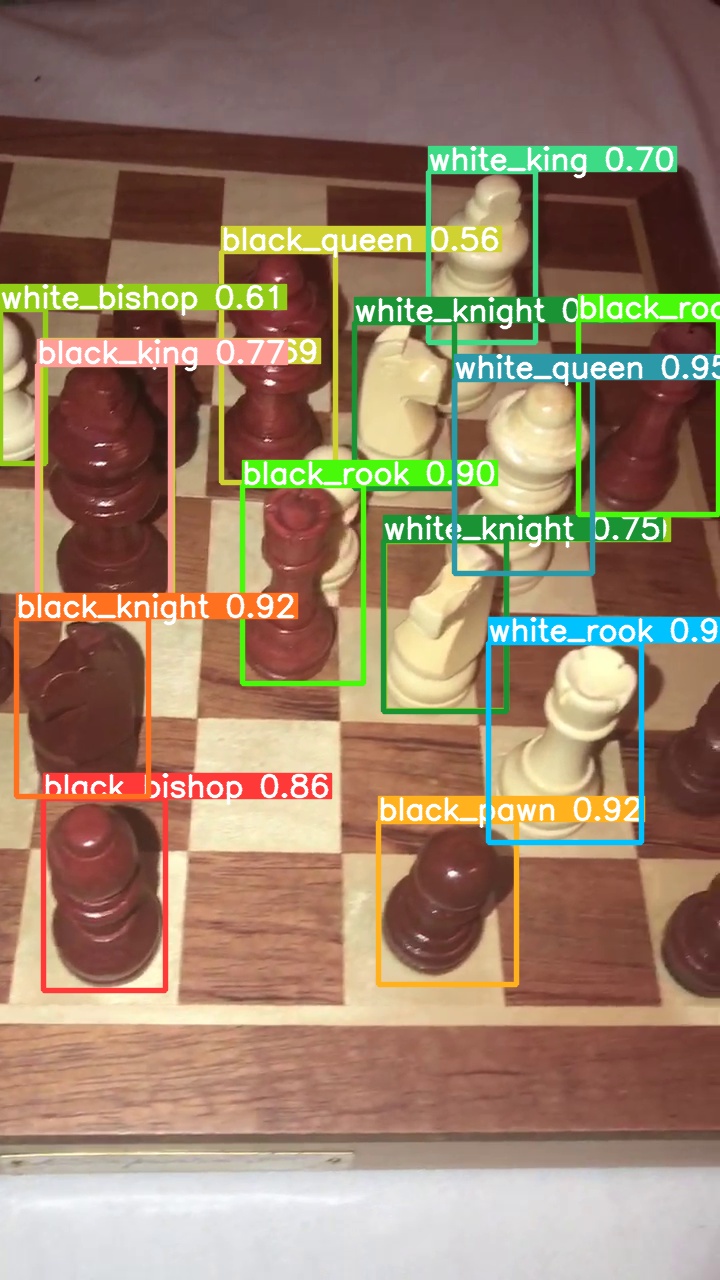 white_king 0.70
black_queen 0.56
white_bishop 0.61
white_knight 0
black_roo
black_king 0.77
69
white_queen 0.95
black_rook 0.90
white_knight 0.75
black_knight 0.92
white_rook 0.9
black_bishop 0.86
black_pawn 0.92